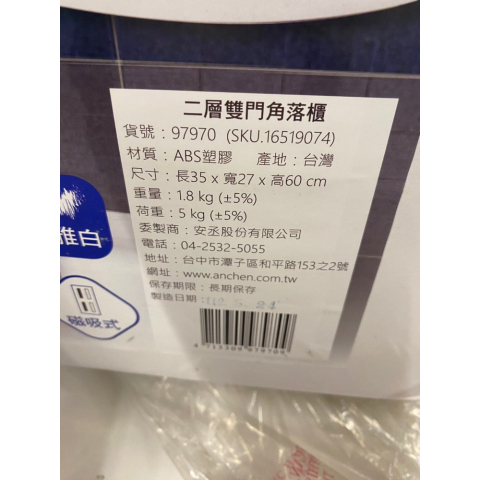 二層雙門角落櫃
貨號：97970 (SKU.16519074)
材質：ABS塑膠 產地：台灣
尺寸：長35 x 寬27 x 高60 cm
重量：1.8 kg (±5%)
荷重：5 kg (±5%)
委製商：安丞股份有限公司
電話：04-2532-5055
地址：台中市潭子區和平路153之2號
網址：www.anchen.com.tw
保存期限：長期保存
製造日期：112. 5. 24
雅白
磁吸式